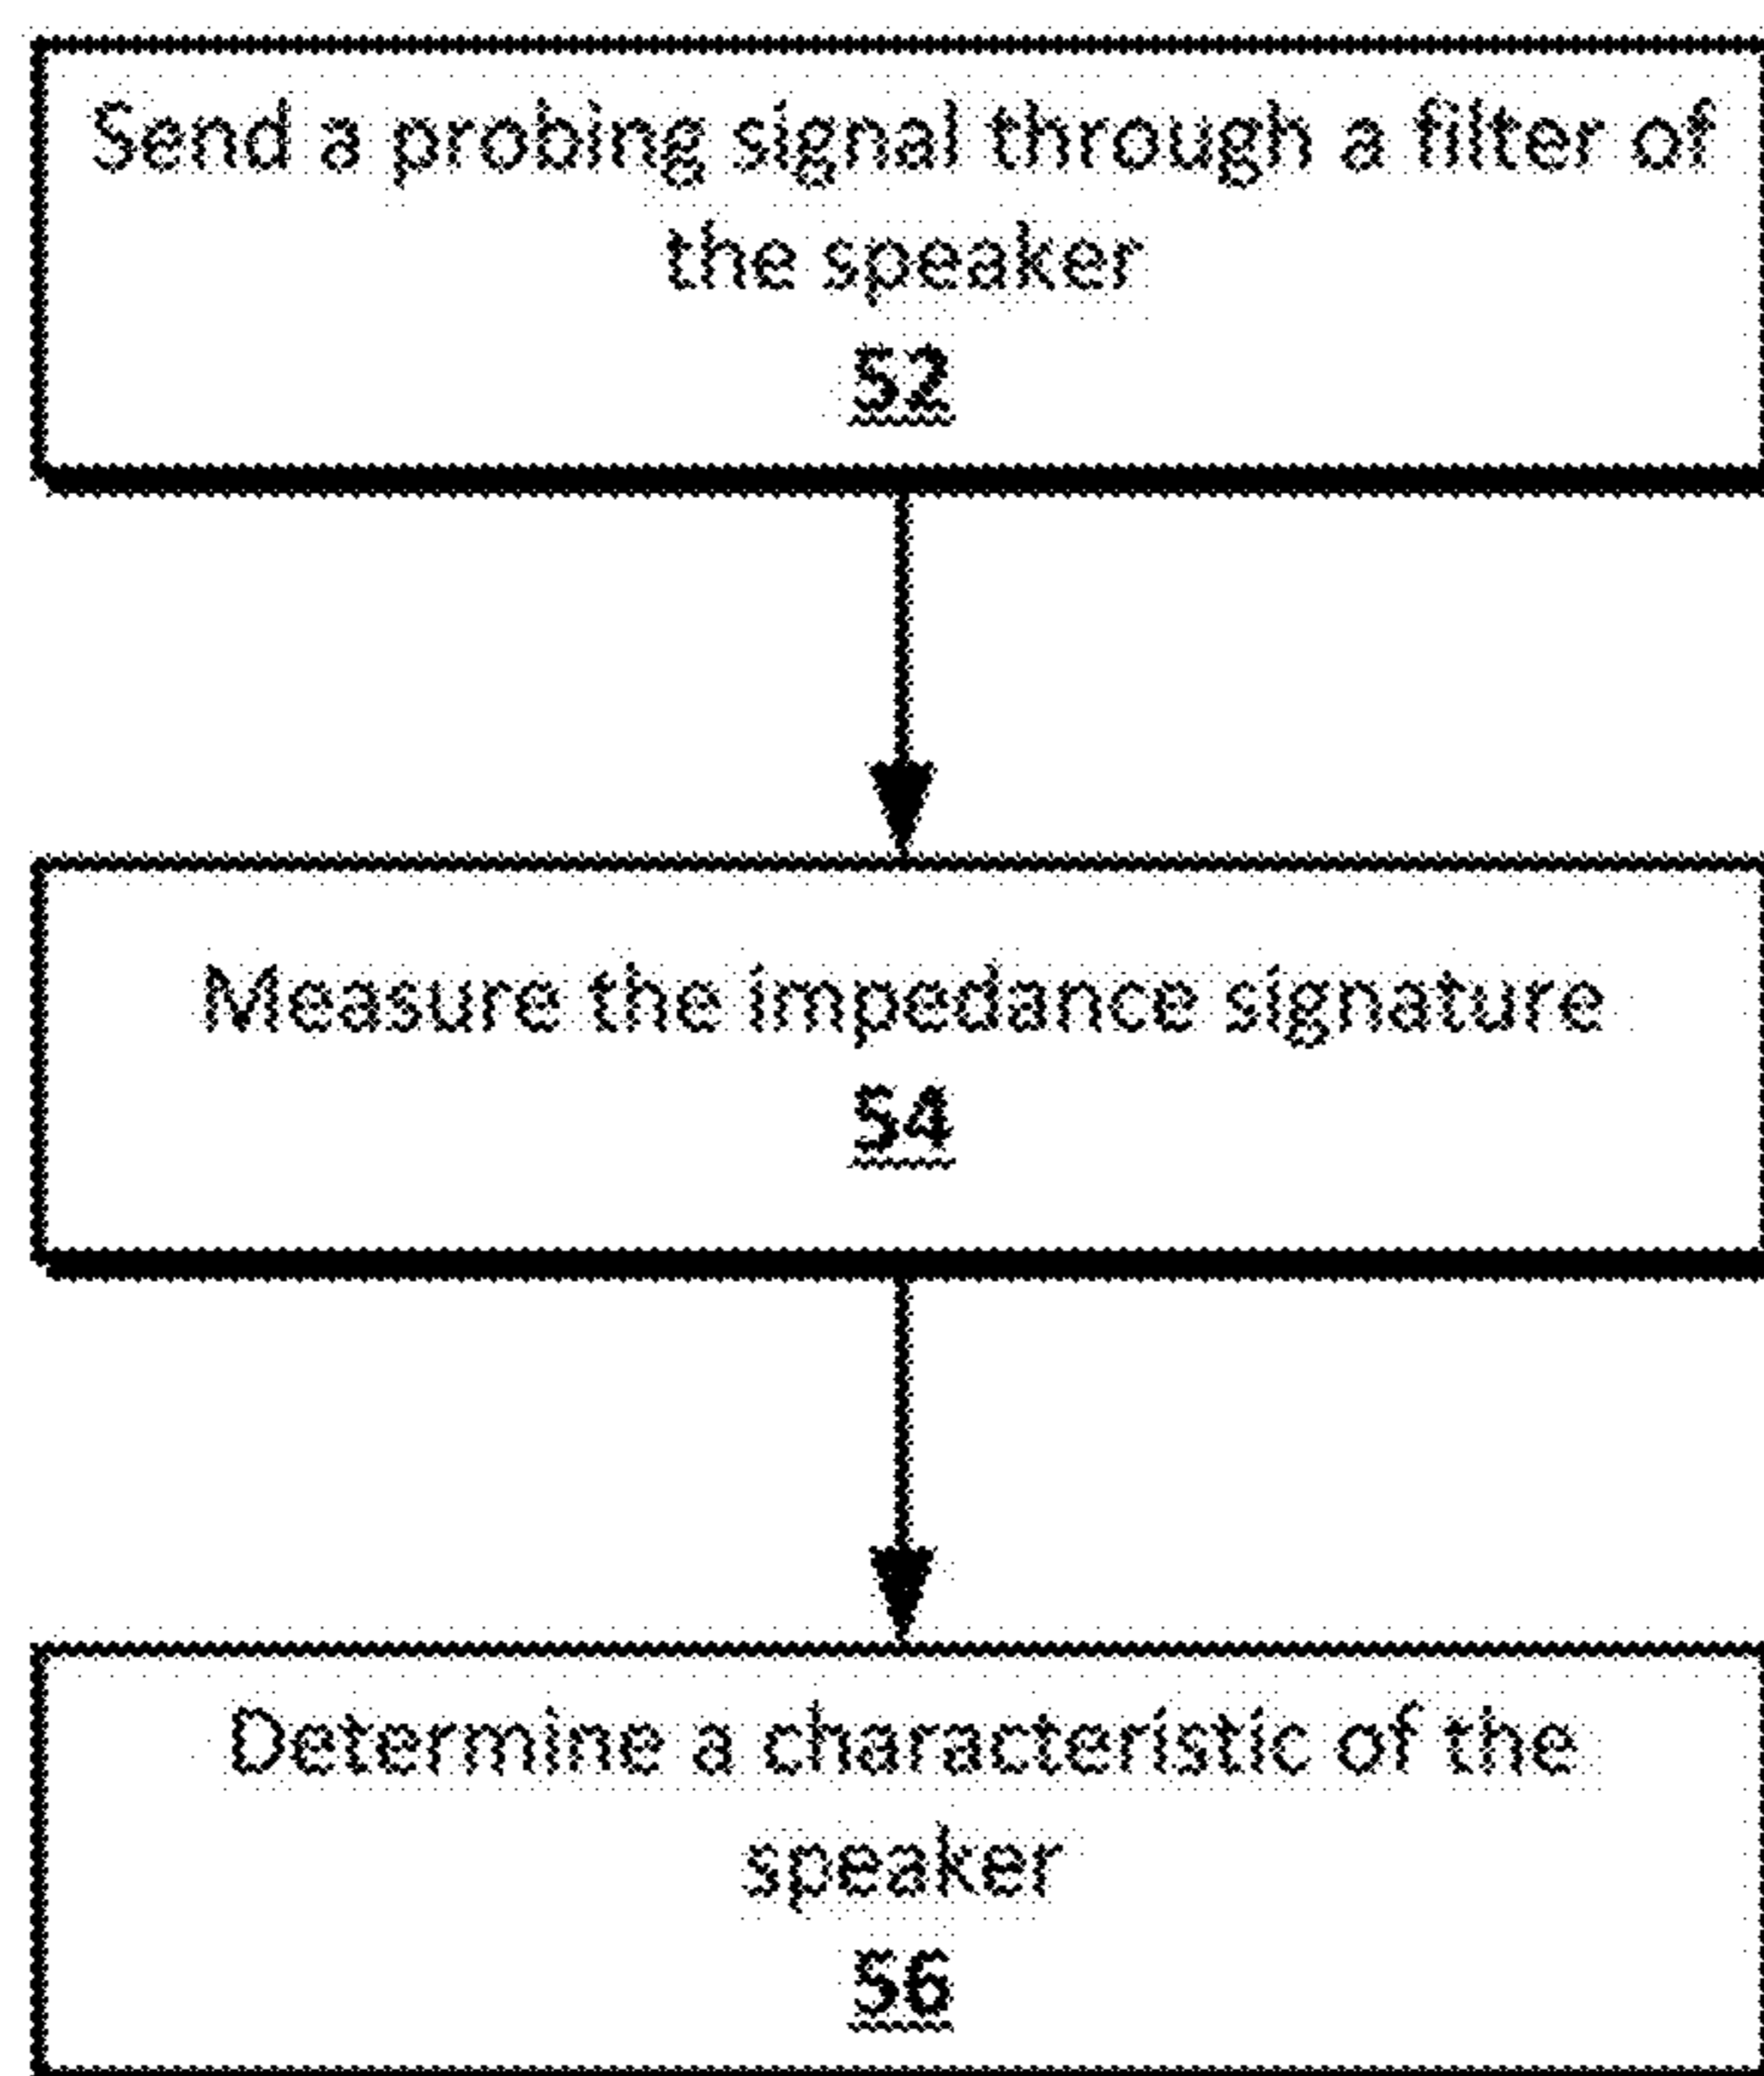 Send a probing signal through a filter of
the speaker
52
Measure the impedance signature
54
Determine a characteristic of the
speaker
56